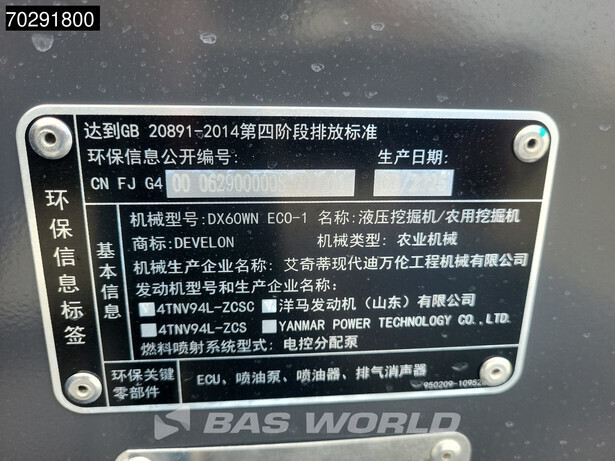 70291800
达到GB 20891-2014第四阶段排放标准
环保信息公开编号: 生产日期:
CN FJ G4 00 06290000
环保信息标签
基本信息
机械型号:DX60WN ECO-1 名称:液压挖掘机/农用挖掘机
商标:DEVELON 机械类型: 农业机械
机械生产企业名称: 艾奇蒂现代迪万伦工程机械有限公司
发动机型号和生产企业名称:
4TNV94L-ZCSC 洋马发动机(山东)有限公司
4TNV94L-ZCS YANMAR POWER TECHNOLOGY CO.,LTD.
燃料喷射系统型式: 电控分配泵
环保关键零部件
ECU、喷油泵、喷油器、排气消声器
BAS WORLD